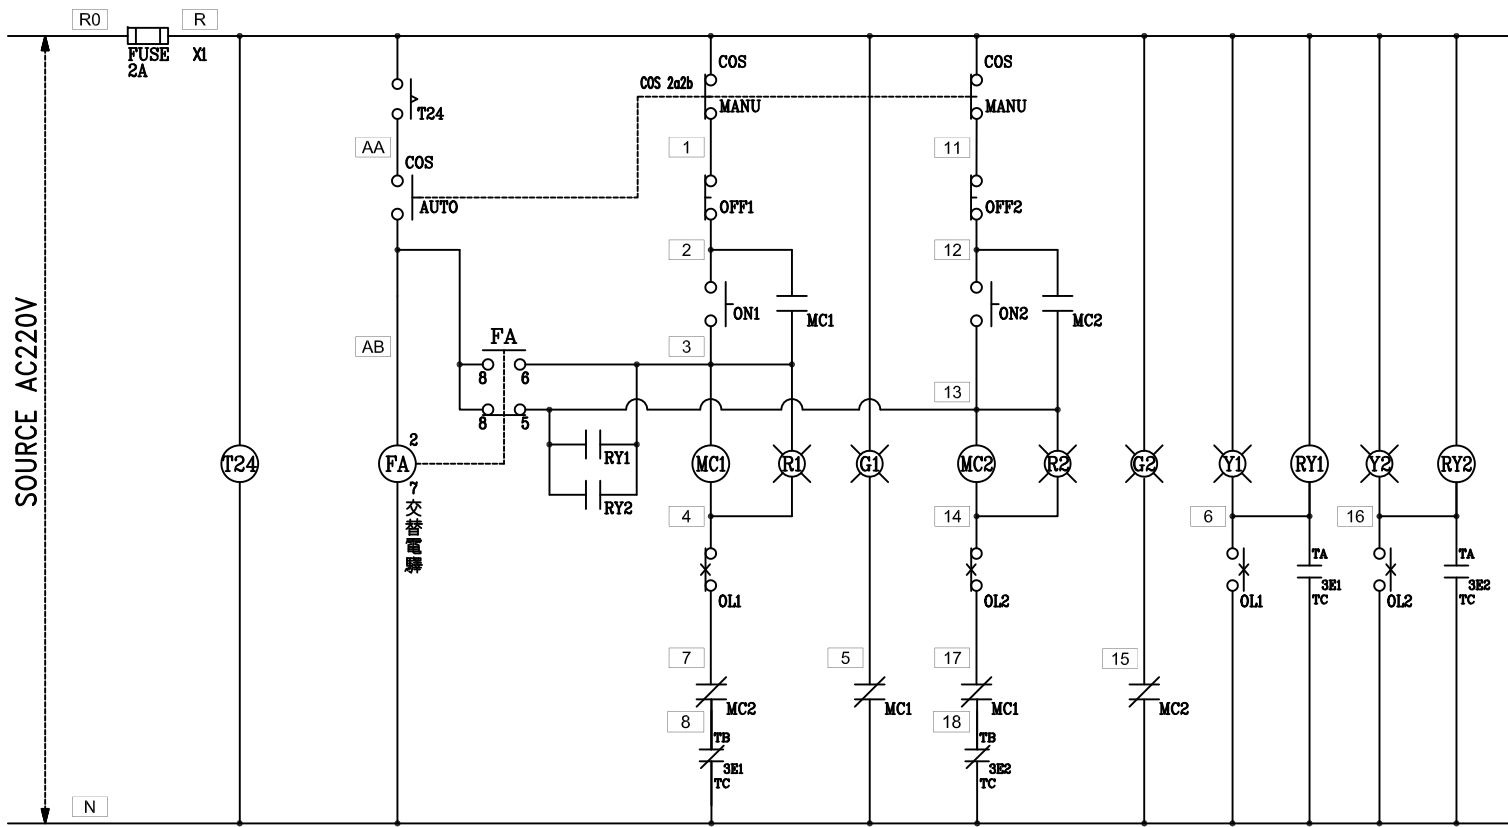 R0
R
FUSE
2A
X1
COS
COS
COS 2a2b
MANU
MANU
T24
AA
1
11
COS
AUTO
OFF1
OFF2
2
12
SOURCE AC220V
ON1
MC1
ON2
MC2
AB
FA
3
8
6
13
8
5
2
T24
FA
RY1
MC1
R1
G1
MC2
R2
G2
Y1
RY1
Y2
RY2
7
交
替
電
驛
RY2
4
14
6
16
TA
TA
3E1
3E2
OL1
OL2
OL1
TC
OL2
TC
7
5
17
15
MC2
MC1
MC1
MC2
8
18
TB
TB
3E1
3E2
TC
TC
N